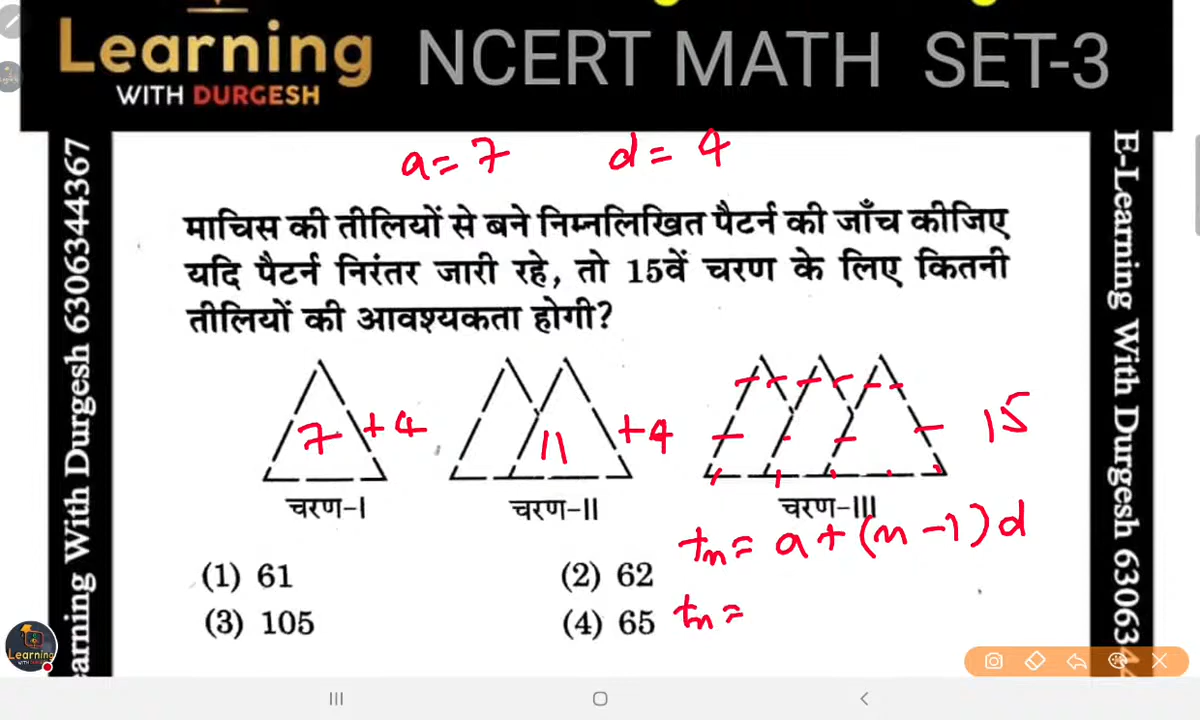 Learning
WITH DURGESH
NCERT MATH SET-3
earning With Durgesh 6306344367
E-Learning With Durgesh 630634
a = 7 d = 4
माचिस की तीलियों से बने निम्नलिखित पैटर्न की जाँच कीजिए
यदि पैटर्न निरंतर जारी रहे, तो 15वें चरण के लिए कितनी
तीलियों की आवश्यकता होगी?
7 +4 11 +4 15
चरण-I चरण-II चरण-III
tn = a + (n - 1) d
(1) 61 (2) 62
(3) 105 (4) 65
tn =
Learning